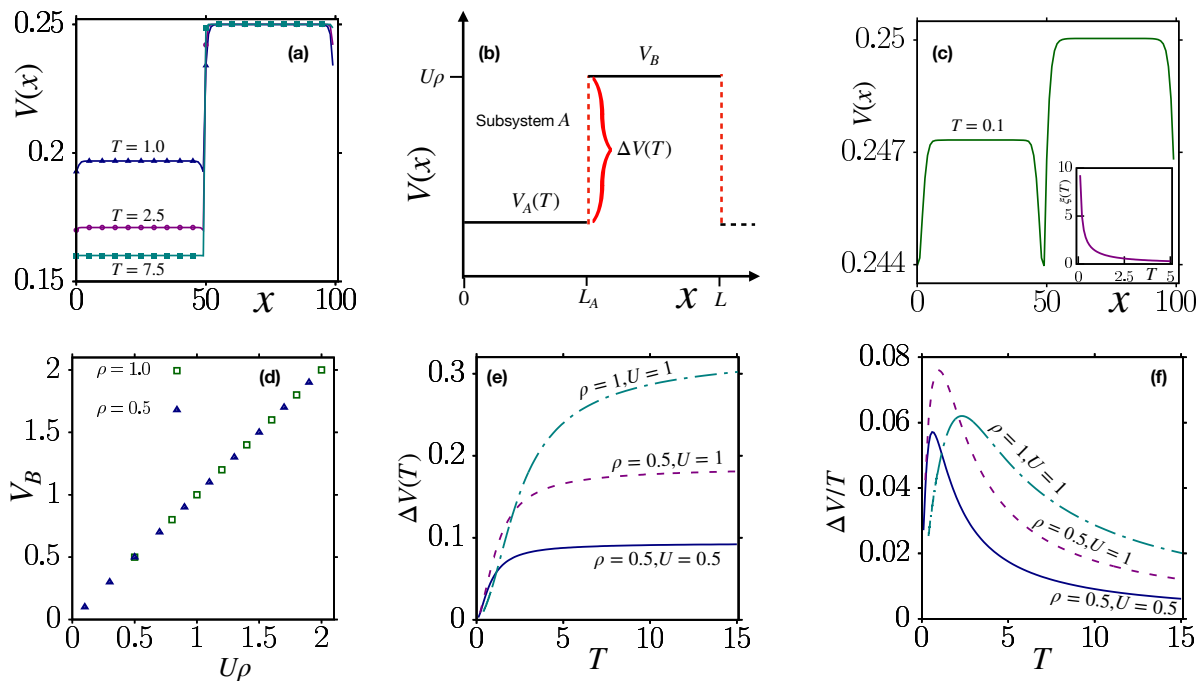 (a)
V(x)
0.25
0.2
0.15
T = 1.0
T = 2.5
T = 7.5
0
50
100
x
(b)
V(x)
Uρ
V_B
Subsystem A
ΔV(T)
V_A(T)
0
L_A
x
L
(c)
V(x)
0.25
0.247
0.244
T = 0.1
10
5
0
ξ(T)
0
2.5
T
5
0
50
100
x
(d)
V_B
2
1.5
1
0.5
0
ρ = 1.0
ρ = 0.5
0
0.5
1
1.5
2
Uρ
(e)
ΔV(T)
0.3
0.2
0.1
0
ρ = 1, U = 1
ρ = 0.5, U = 1
ρ = 0.5, U = 0.5
0
5
10
15
T
(f)
ΔV/T
0.08
0.06
0.04
0.02
0
ρ = 1, U = 1
ρ = 0.5, U = 1
ρ = 0.5, U = 0.5
0
5
10
15
T